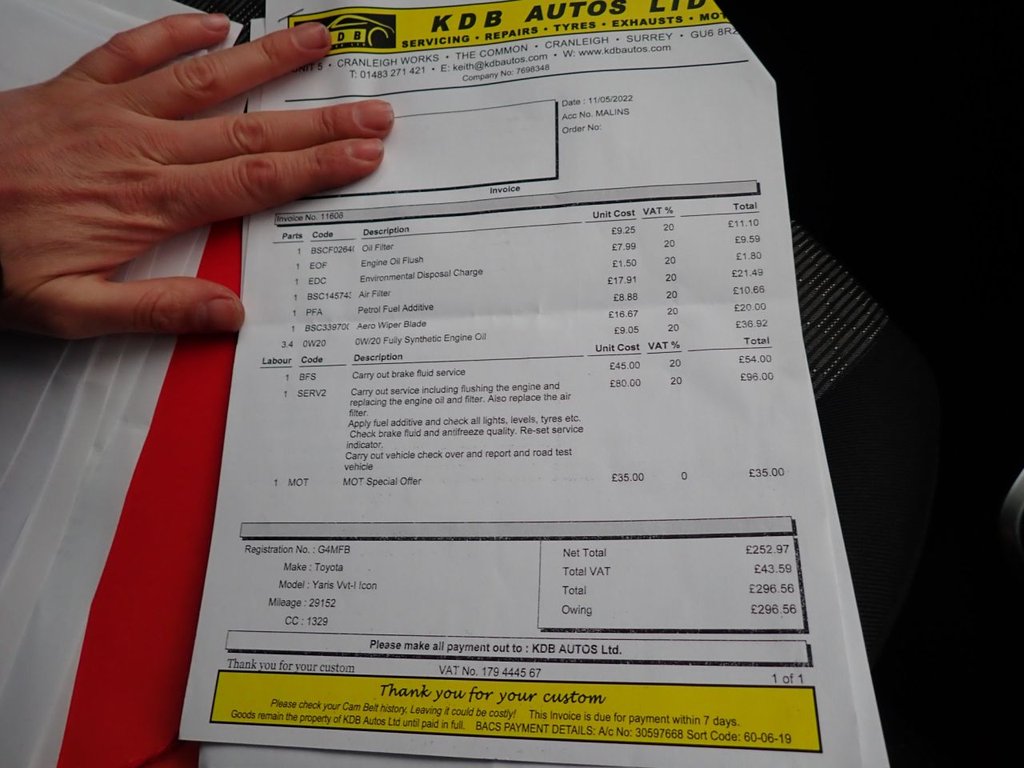 KDB AUTOS LTD
D B
SERVICING • REPAIRS • TYRES • EXHAUSTS • MO
5 • CRANLEIGH WORKS • THE COMMON • CRANLEIGH • SURREY • GU6 8RZ
T: 01483 271 421 • E: keith@kdbautos.com • W: www.kdbautos.com
Company No: 7698348
Date : 11/05/2022
Acc No. MALINS
Order No:
Invoice
Invoice No. 11608
Parts Code Description Unit Cost VAT % Total
1 BSCF0264 Oil Filter £9.25 20 £11.10
1 EOF Engine Oil Flush £7.99 20 £9.59
1 EDC Environmental Disposal Charge £1.50 20 £1.80
1 BSC14574 Air Filter £17.91 20 £21.49
1 PFA Petrol Fuel Additive £8.88 20 £10.66
1 BSC33970 Aero Wiper Blade £16.67 20 £20.00
3.4 0W20 0W/20 Fully Synthetic Engine Oil £9.05 20 £36.92
Labour Code Description Unit Cost VAT % Total
1 BFS Carry out brake fluid service £45.00 20 £54.00
1 SERV2 Carry out service including flushing the engine and £80.00 20 £96.00
replacing the engine oil and filter. Also replace the air
filter.
Apply fuel additive and check all lights, levels, tyres etc.
Check brake fluid and antifreeze quality. Re-set service
indicator.
Carry out vehicle check over and report and road test
vehicle
1 MOT MOT Special Offer £35.00 0 £35.00
Registration No. : G4MFB
Make : Toyota
Model : Yaris Vvt-I Icon
Mileage : 29152
CC : 1329
Net Total £252.97
Total VAT £43.59
Total £296.56
Owing £296.56
Please make all payment out to : KDB AUTOS Ltd.
Thank you for your custom VAT No. 179 4445 67 1 of 1
Thank you for your custom
Please check your Cam Belt history. Leaving it could be costly! This Invoice is due for payment within 7 days.
Goods remain the property of KDB Autos Ltd until paid in full. BACS PAYMENT DETAILS: A/c No: 30597668 Sort Code: 60-06-19